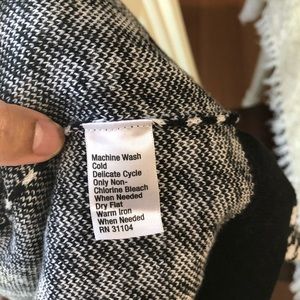 Machine Wash
Cold
Delicate Cycle
Only Non-
Chlorine Bleach
When Needed
Dry Flat
Warm Iron
When Needed
RN 31104